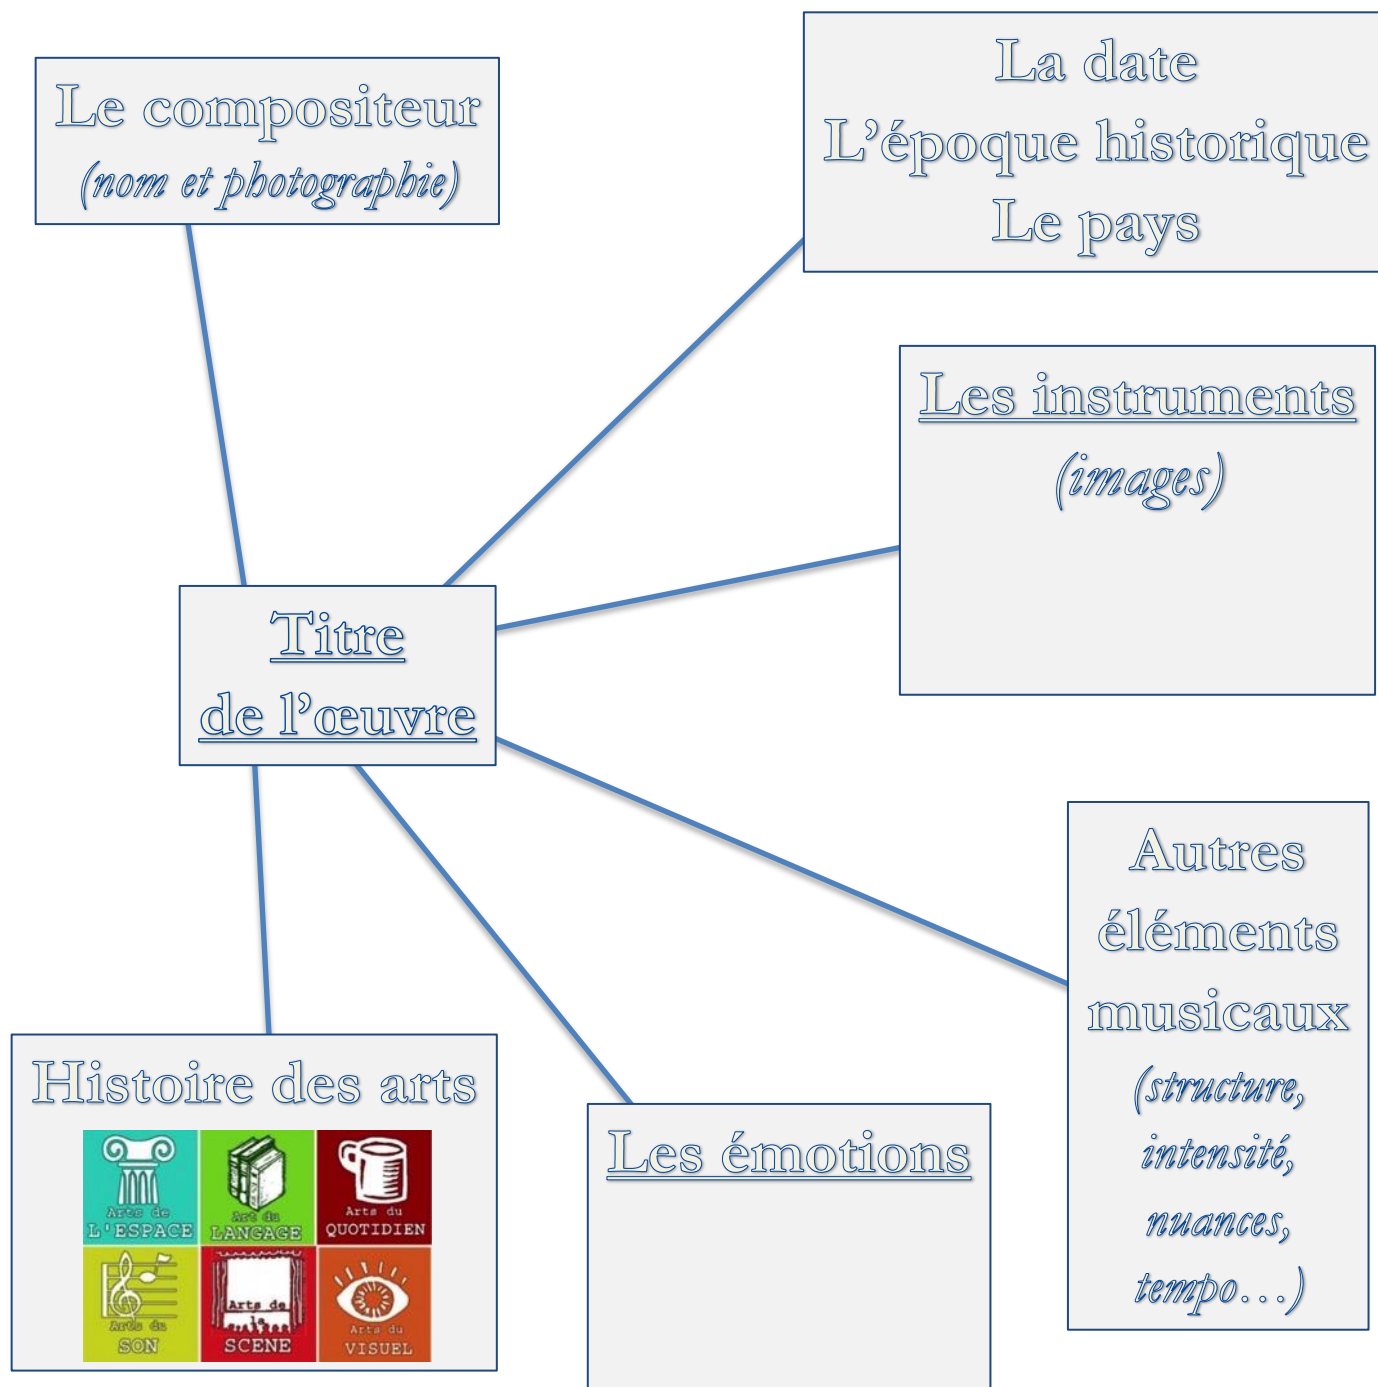 Le compositeur
(nom et photographie)
La date
L'époque historique
Le pays
Les instruments
(images)
Titre
de l'œuvre
Autres
éléments
musicaux
(structure,
intensité,
nuances,
tempo…)
Histoire des arts
Arts de
L'ESPACE
Art du
LANGAGE
Arts du
QUOTIDIEN
Arts du
SON
Arts de
la
SCENE
Arts du
VISUEL
Les émotions